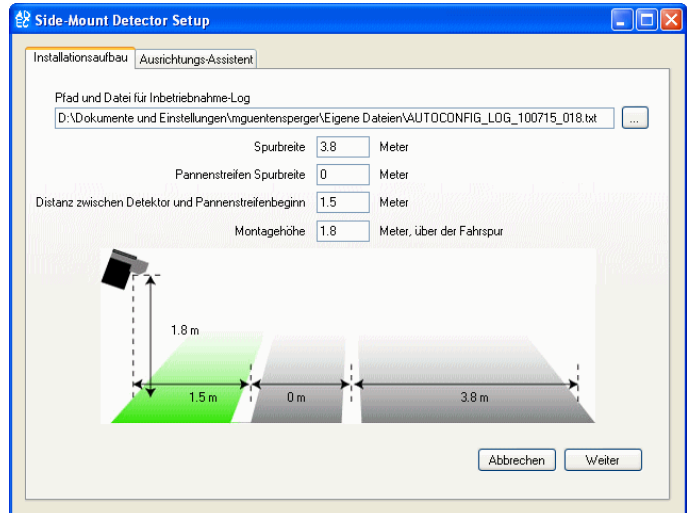 Side-Mount Detector Setup
Installationsaufbau Ausrichtungs-Assistent
Pfad und Datei für Inbetriebnahme-Log
D:\Dokumente und Einstellungen\mguentensperger\Eigene Dateien\AUTOCONFIG_LOG_100715_018.txt ...
Spurbreite 3.8 Meter
Pannenstreifen Spurbreite 0 Meter
Distanz zwischen Detektor und Pannenstreifenbeginn 1.5 Meter
Montagehöhe 1.8 Meter, über der Fahrspur
1.8 m
1.5 m 0 m 3.8 m
Abbrechen Weiter